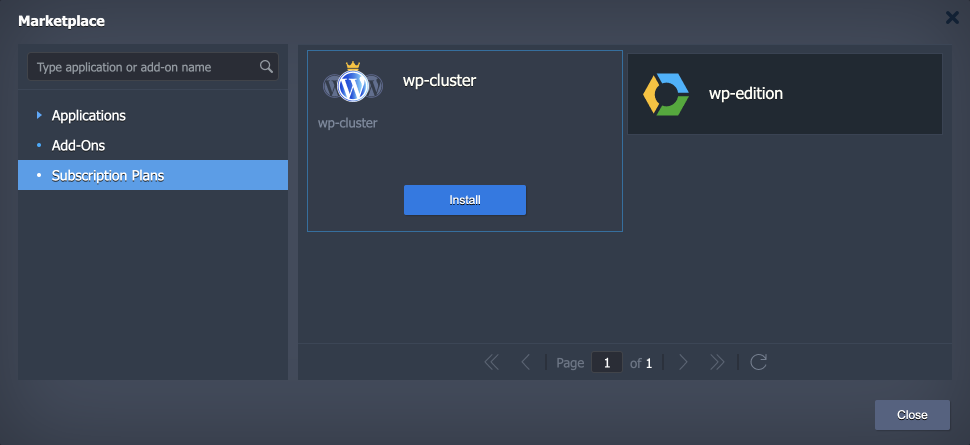 Marketplace
Type application or add-on name
Applications
Add-Ons
Subscription Plans
wp-cluster
wp-cluster
Install
wp-edition
Page 1 of 1
Close